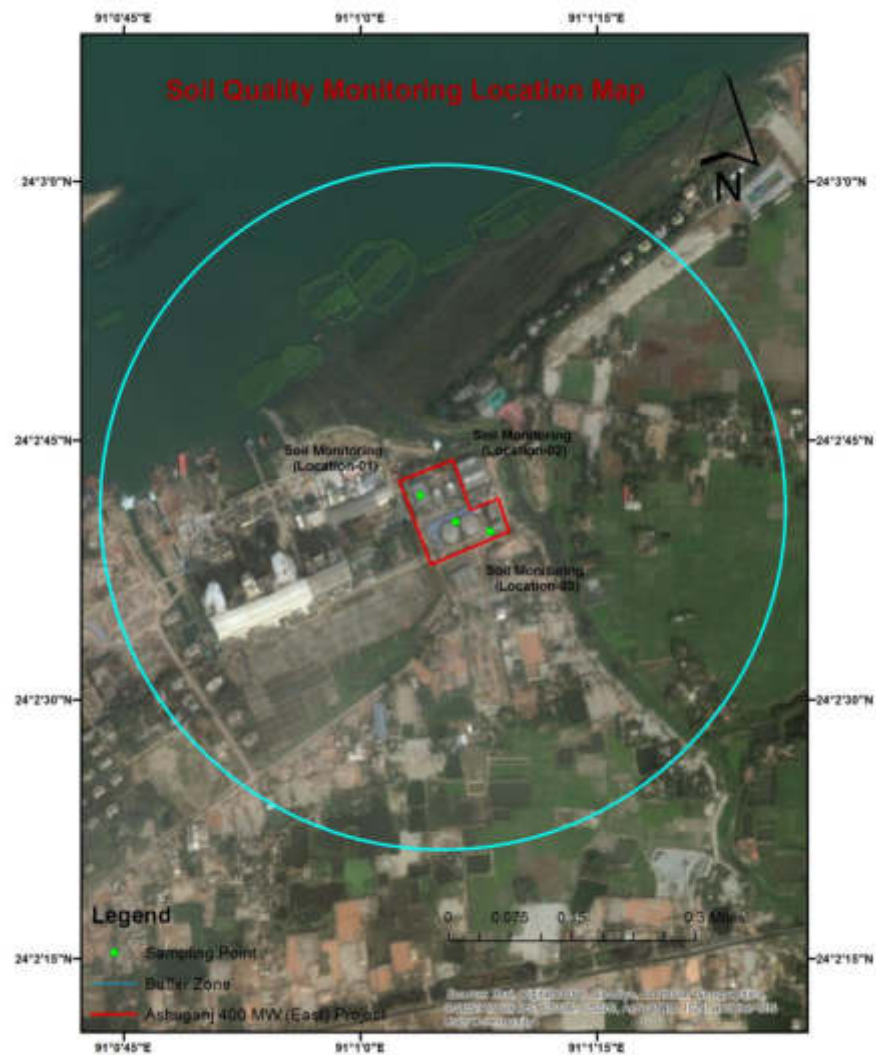 91°0'45"E 91°1'0"E 91°1'15"E
Soil Quality Monitoring Location Map
N
24°3'0"N 24°3'0"N
24°2'45"N 24°2'45"N
Soil Monitoring
(Location-01)
Soil Monitoring
(Location-02)
Soil Monitoring
(Location-03)
24°2'30"N 24°2'30"N
Legend
0 0.075 0.15 0.3 Miles
Sampling Point
24°2'15"N 24°2'15"N
Buffer Zone
Ashuganj 400 MW (East) Project
91°0'45"E 91°1'0"E 91°1'15"E